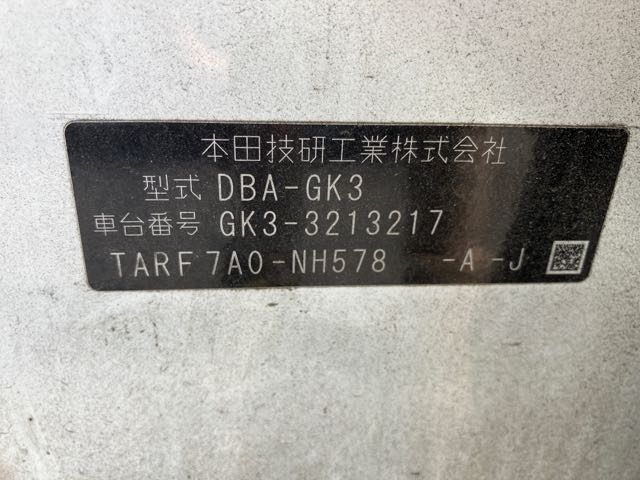 本田技研工業株式会社
型式 DBA-GK3
車台番号 GK3-3213217
TARF7A0-NH578 -A -J